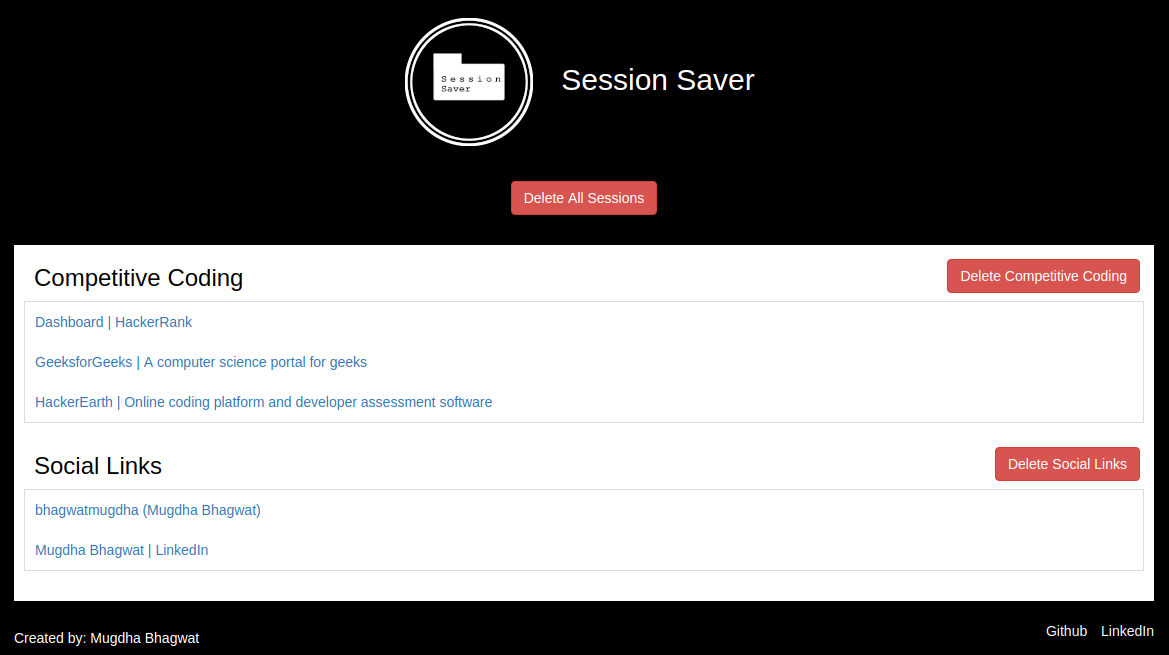 Session
Saver
Session Saver
Delete All Sessions
Competitive Coding
Delete Competitive Coding
Dashboard | HackerRank
GeeksforGeeks | A computer science portal for geeks
HackerEarth | Online coding platform and developer assessment software
Social Links
Delete Social Links
bhagwatmugdha (Mugdha Bhagwat)
Mugdha Bhagwat | LinkedIn
Created by: Mugdha Bhagwat
Github LinkedIn